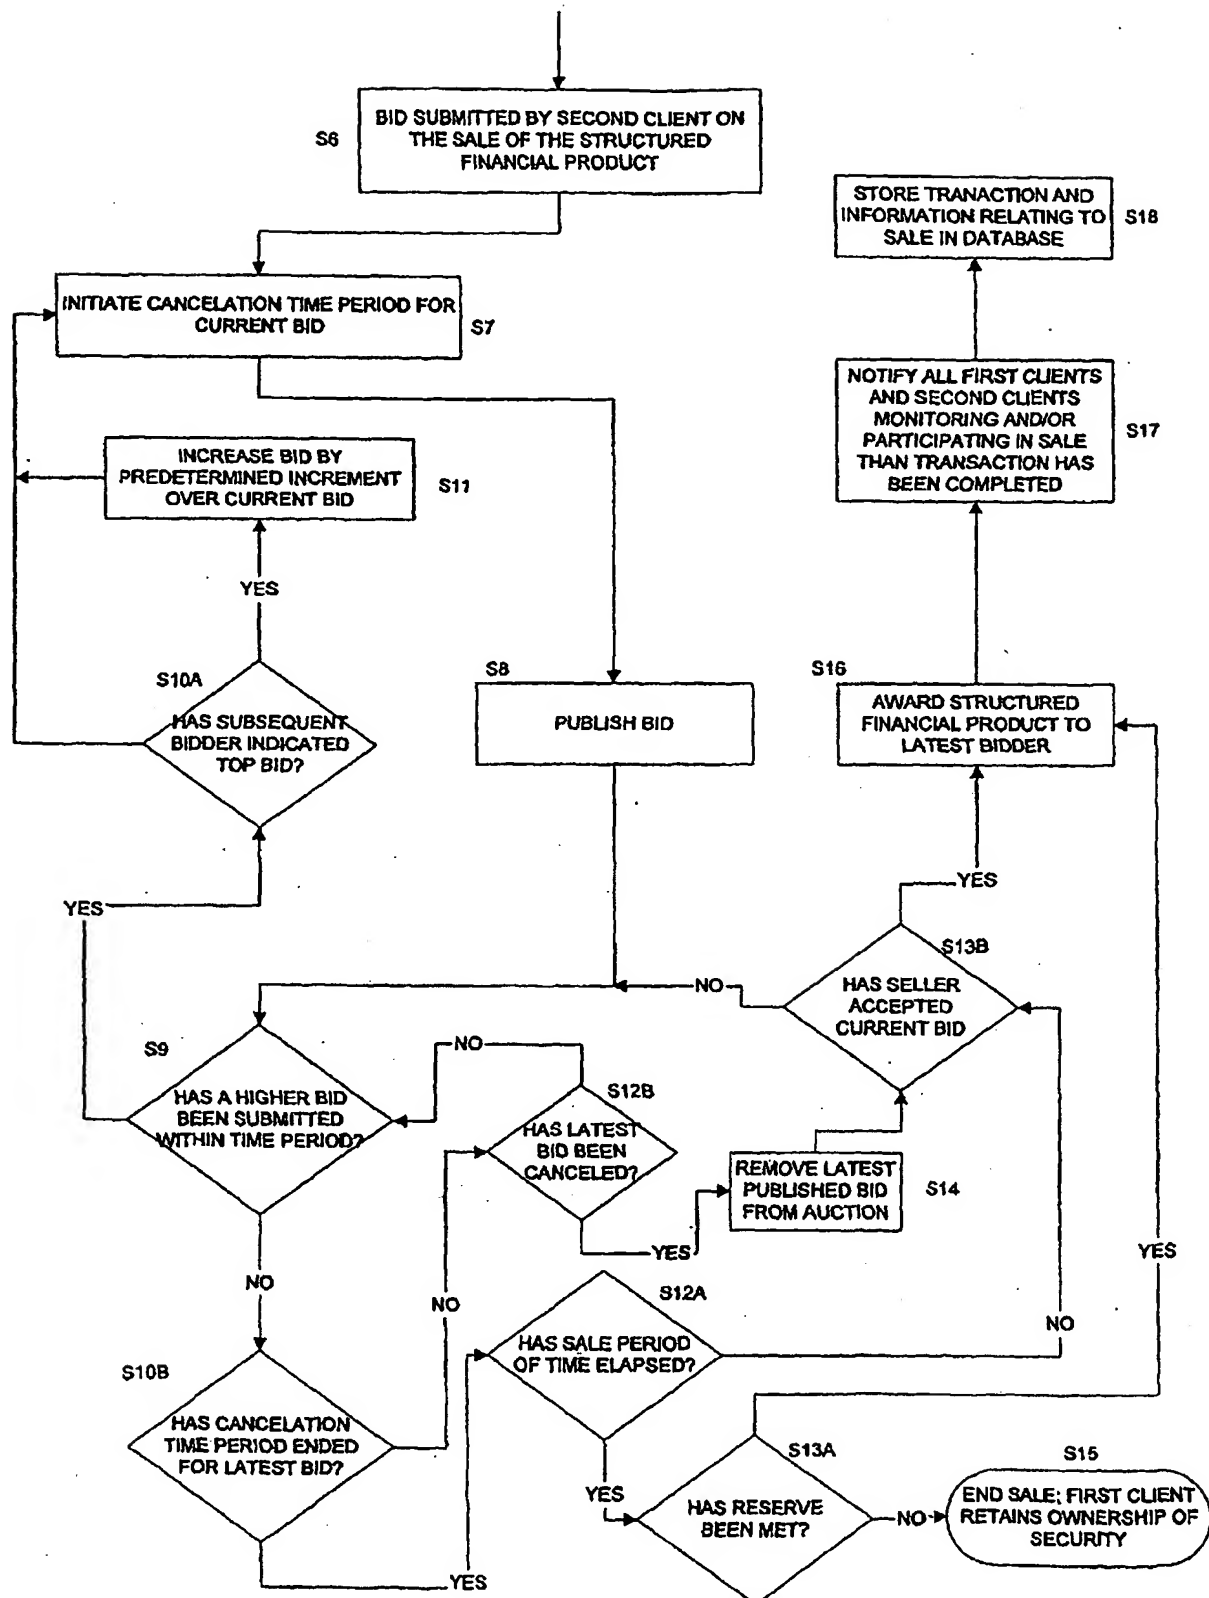 BID SUBMITTED BY SECOND CLIENT ON
THE SALE OF THE STRUCTURED
FINANCIAL PRODUCT
S6
STORE TRANACTION AND
INFORMATION RELATING TO
SALE IN DATABASE
S18
INITIATE CANCELATION TIME PERIOD FOR
CURRENT BID
S7
NOTIFY ALL FIRST CLIENTS
AND SECOND CLIENTS
MONITORING AND/OR
PARTICIPATING IN SALE
THAN TRANSACTION HAS
BEEN COMPLETED
S17
INCREASE BID BY
PREDETERMINED INCREMENT
OVER CURRENT BID
S11
YES
S10A
HAS SUBSEQUENT
BIDDER INDICATED
TOP BID?
S8
PUBLISH BID
S16
AWARD STRUCTURED
FINANCIAL PRODUCT TO
LATEST BIDDER
YES
YES
S13B
HAS SELLER
ACCEPTED
CURRENT BID
NO
S9
HAS A HIGHER BID
BEEN SUBMITTED
WITHIN TIME PERIOD?
NO
S12B
HAS LATEST
BID BEEN
CANCELED?
REMOVE LATEST
PUBLISHED BID
FROM AUCTION
S14
YES
YES
NO
NO
S12A
HAS SALE PERIOD
OF TIME ELAPSED?
NO
S10B
HAS CANCELATION
TIME PERIOD ENDED
FOR LATEST BID?
YES
S13A
HAS RESERVE
BEEN MET?
NO
S15
END SALE; FIRST CLIENT
RETAINS OWNERSHIP OF
SECURITY
YES